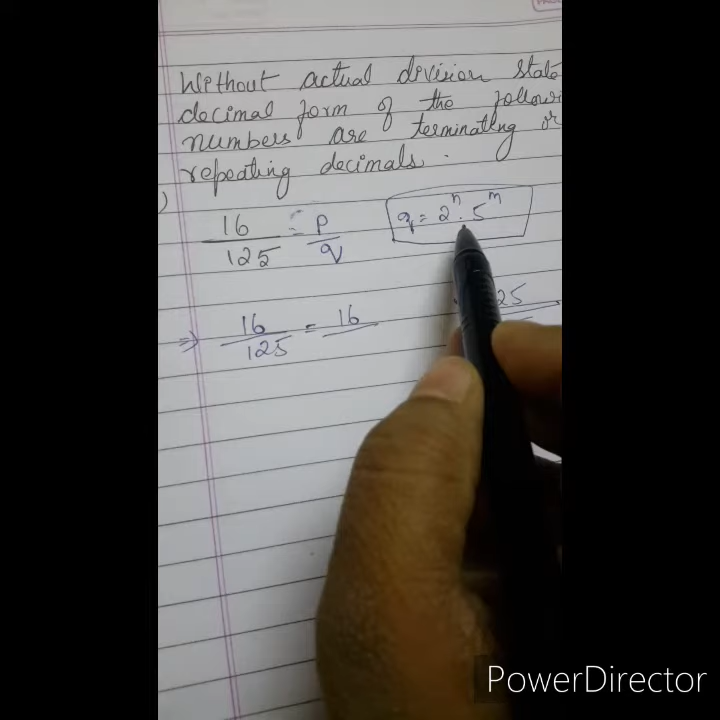 Without actual division state
decimal form of the
numbers are terminating or
repeating decimals.
)
16/125 = p/q q = 2^n . 5^m
⇒ 16/125 = 16/ 25
PowerDirector